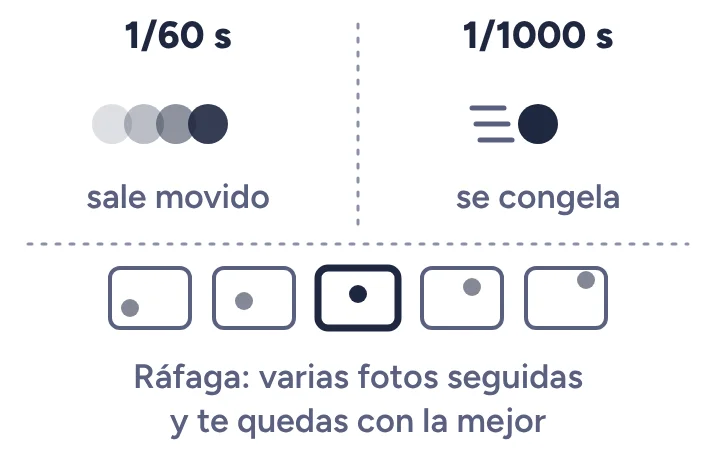 1/60 s
1/1000 s
sale movido
se congela
Ráfaga: varias fotos seguidas
y te quedas con la mejor